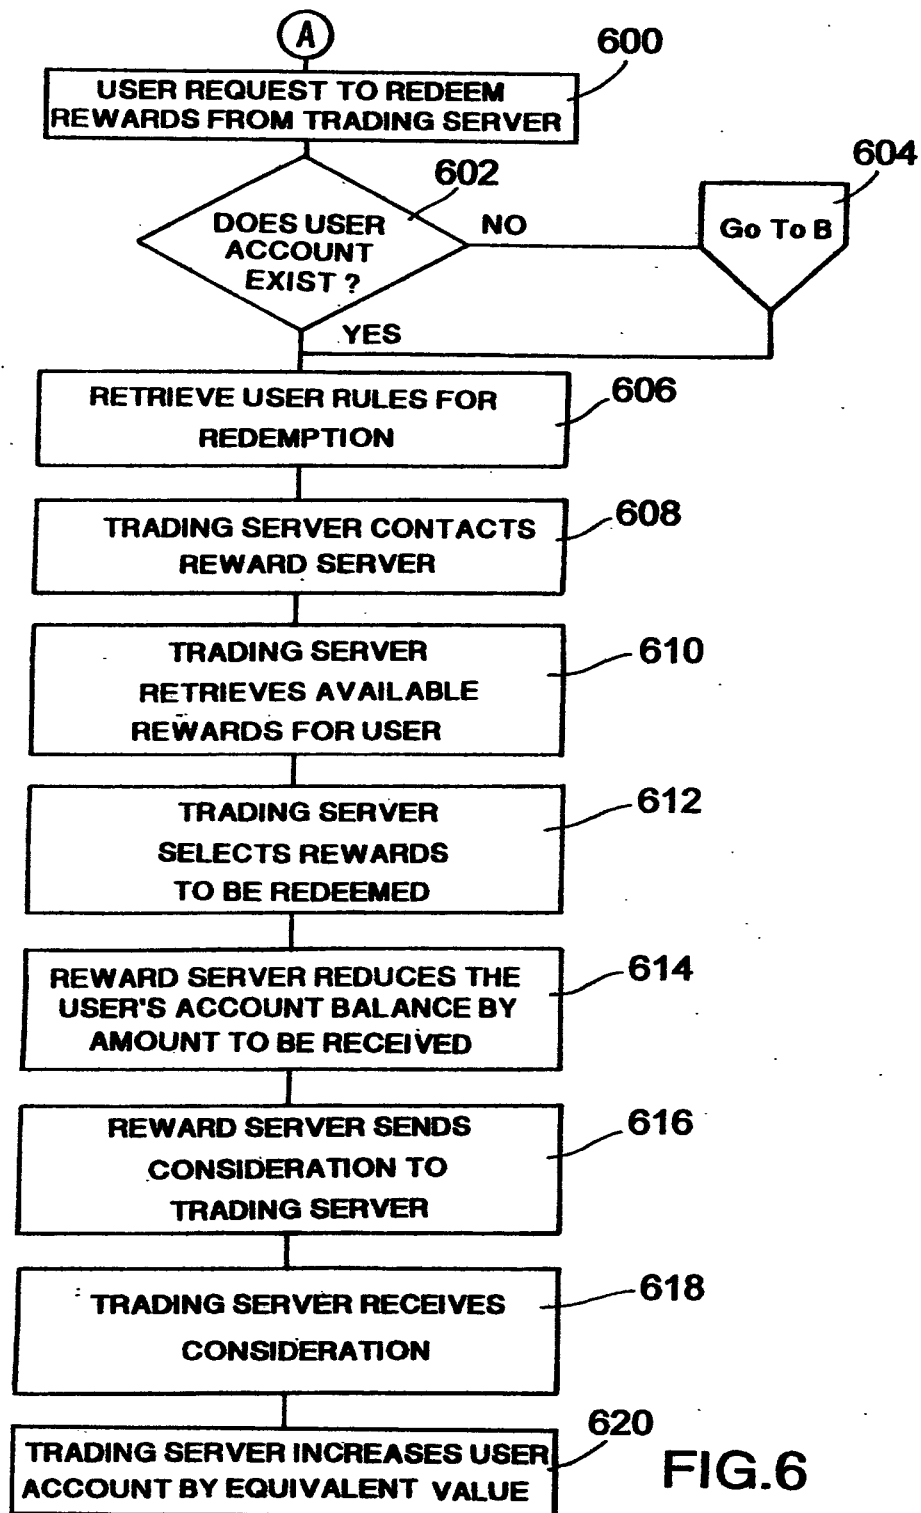 A
600
USER REQUEST TO REDEEM
REWARDS FROM TRADING SERVER
602
604
DOES USER
ACCOUNT
EXIST ?
NO
Go To B
YES
RETRIEVE USER RULES FOR
REDEMPTION
606
TRADING SERVER CONTACTS
REWARD SERVER
608
TRADING SERVER
RETRIEVES AVAILABLE
REWARDS FOR USER
610
TRADING SERVER
SELECTS REWARDS
TO BE REDEEMED
612
REWARD SERVER REDUCES THE
USER'S ACCOUNT BALANCE BY
AMOUNT TO BE RECEIVED
614
REWARD SERVER SENDS
CONSIDERATION TO
TRADING SERVER
616
TRADING SERVER RECEIVES
CONSIDERATION
618
TRADING SERVER INCREASES USER
ACCOUNT BY EQUIVALENT VALUE
620
FIG.6